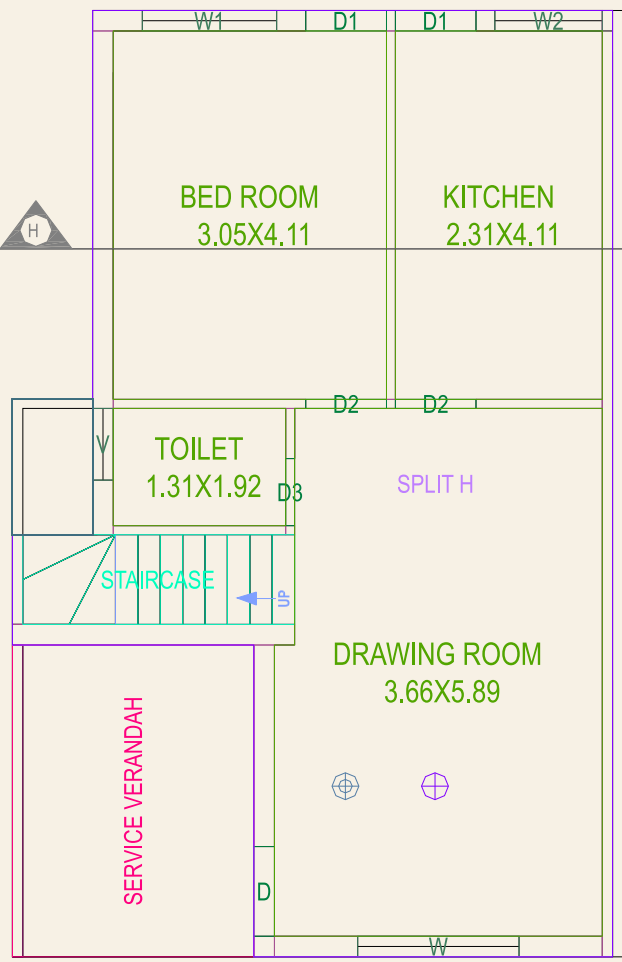 W1
D1
D1
W2
BED ROOM
3.05X4.11
KITCHEN
2.31X4.11
H
D2
D2
V
TOILET
1.31X1.92
D3
SPLIT H
STAIRCASE
UP
DRAWING ROOM
3.66X5.89
SERVICE VERANDAH
D
W